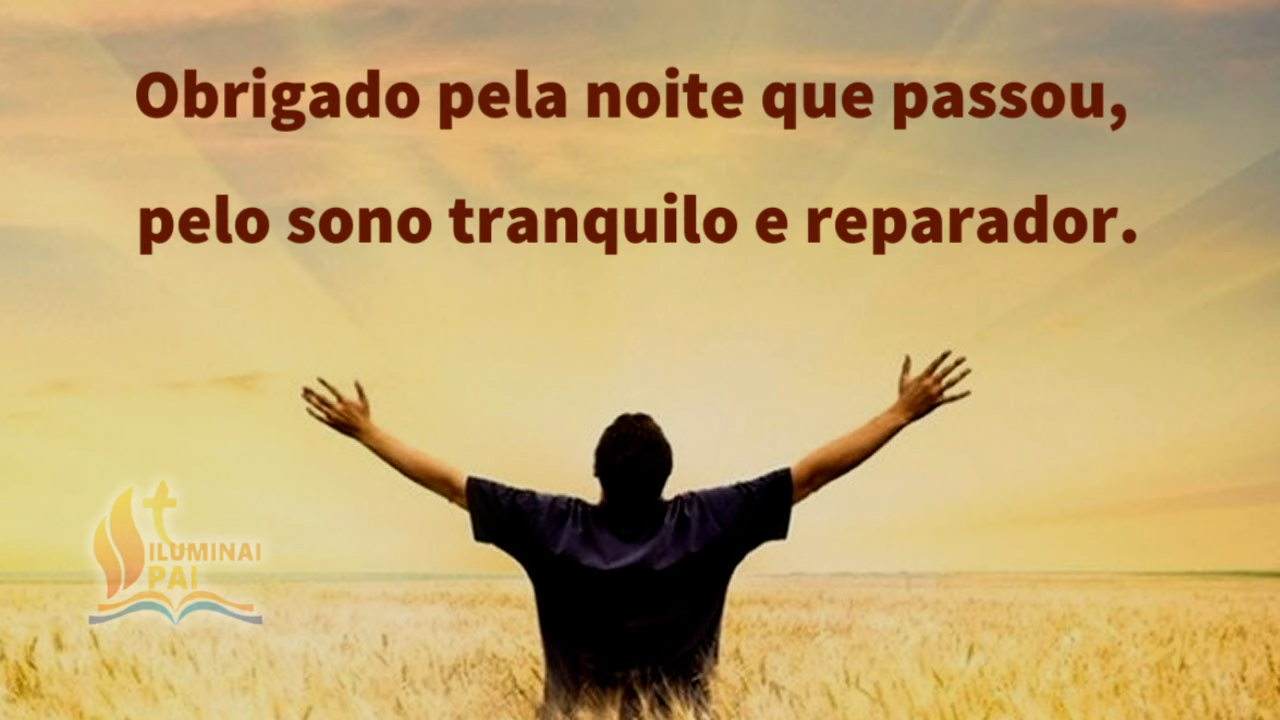 Obrigado pela noite que passou,
pelo sono tranquilo e reparador.
ILUMINAI
PAI